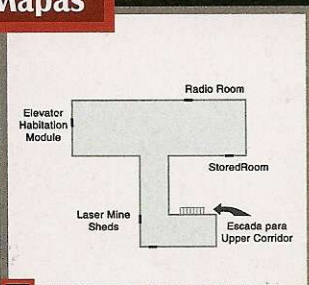 Mapas
Radio Room
Elevator
Habitation
Module
StoredRoom
Laser Mine
Sheds
Escada para
Upper Corridor